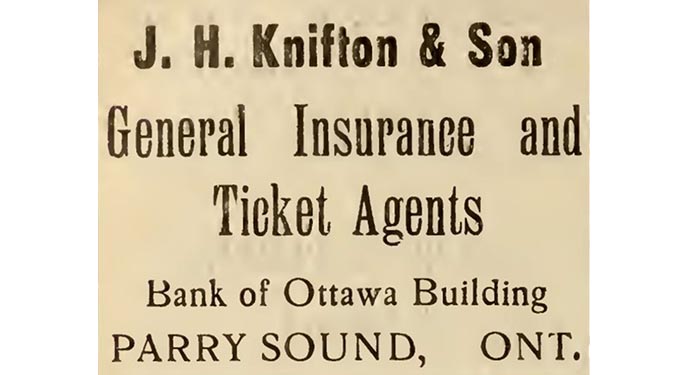 J. H. Knifton & Son
General Insurance and
Ticket Agents
Bank of Ottawa Building
PARRY SOUND, ONT.